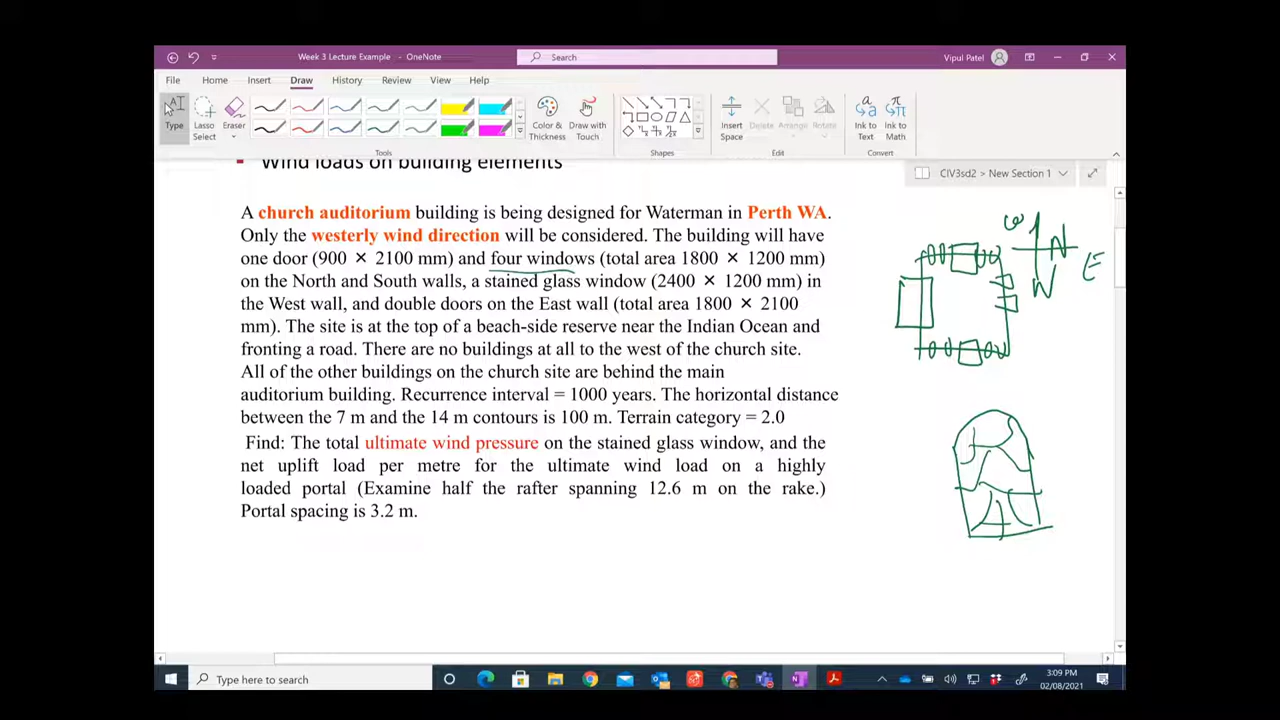 Week 3 Lecture Example - OneNote
Search
Vipul Patel
File Home Insert Draw History Review View Help
Type
Lasso Select
Eraser
Color & Thickness
Draw with Touch
Insert Space
Delete
Arrange
Rotate
Ink to Text
Ink to Math
Tools
Shapes
Edit
Convert
CIV3sd2 > New Section 1
Wind loads on building elements
A church auditorium building is being designed for Waterman in Perth WA.
Only the westerly wind direction will be considered. The building will have
one door (900 × 2100 mm) and four windows (total area 1800 × 1200 mm)
on the North and South walls, a stained glass window (2400 × 1200 mm) in
the West wall, and double doors on the East wall (total area 1800 × 2100
mm). The site is at the top of a beach-side reserve near the Indian Ocean and
fronting a road. There are no buildings at all to the west of the church site.
All of the other buildings on the church site are behind the main
auditorium building. Recurrence interval = 1000 years. The horizontal distance
between the 7 m and the 14 m contours is 100 m. Terrain category = 2.0
Find: The total ultimate wind pressure on the stained glass window, and the
net uplift load per metre for the ultimate wind load on a highly
loaded portal (Examine half the rafter spanning 12.6 m on the rake.)
Portal spacing is 3.2 m.
W
N
E
Type here to search
3:09 PM
02/08/2021